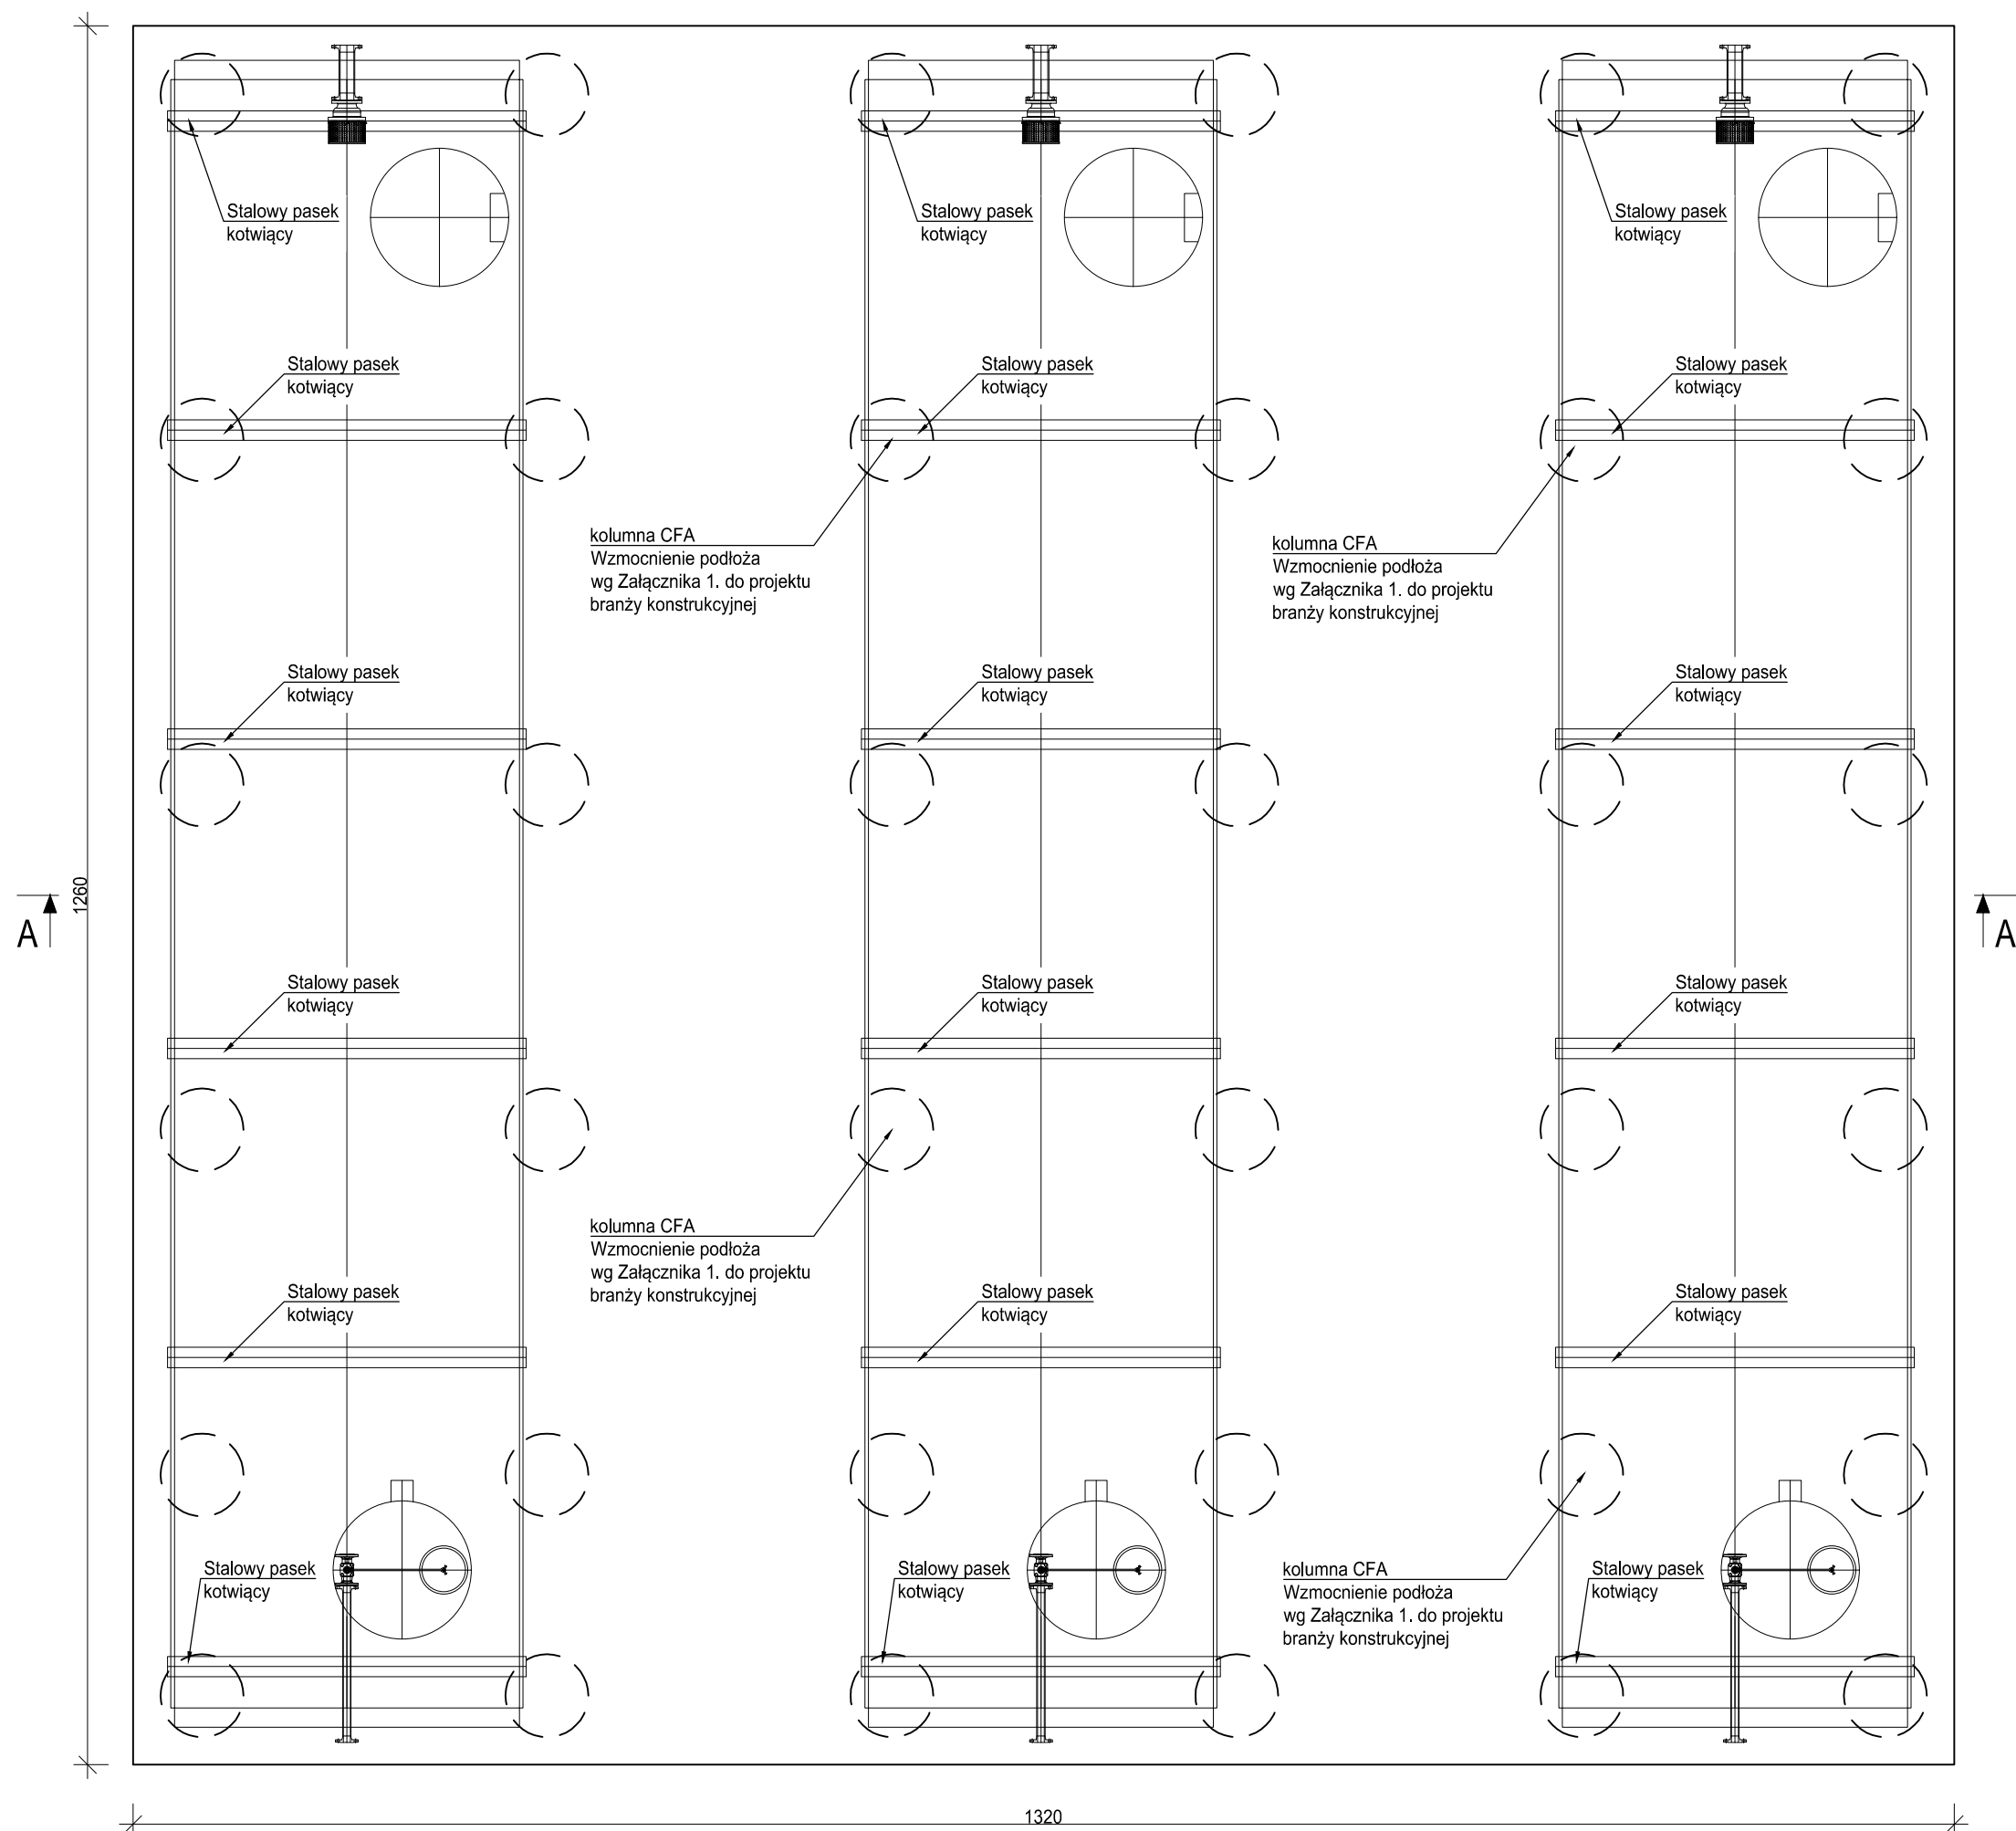 Stalowy pasek
kotwiący
Stalowy pasek
kotwiący
Stalowy pasek
kotwiący
Stalowy pasek
kotwiący
Stalowy pasek
kotwiący
Stalowy pasek
kotwiący
kolumna CFA
Wzmocnienie podłoża
wg Załącznika 1. do projektu
branży konstrukcyjnej
kolumna CFA
Wzmocnienie podłoża
wg Załącznika 1. do projektu
branży konstrukcyjnej
Stalowy pasek
kotwiący
Stalowy pasek
kotwiący
Stalowy pasek
kotwiący
1260
A
A
Stalowy pasek
kotwiący
Stalowy pasek
kotwiący
Stalowy pasek
kotwiący
kolumna CFA
Wzmocnienie podłoża
wg Załącznika 1. do projektu
branży konstrukcyjnej
Stalowy pasek
kotwiący
Stalowy pasek
kotwiący
Stalowy pasek
kotwiący
Stalowy pasek
kotwiący
Stalowy pasek
kotwiący
kolumna CFA
Wzmocnienie podłoża
wg Załącznika 1. do projektu
branży konstrukcyjnej
Stalowy pasek
kotwiący
1320